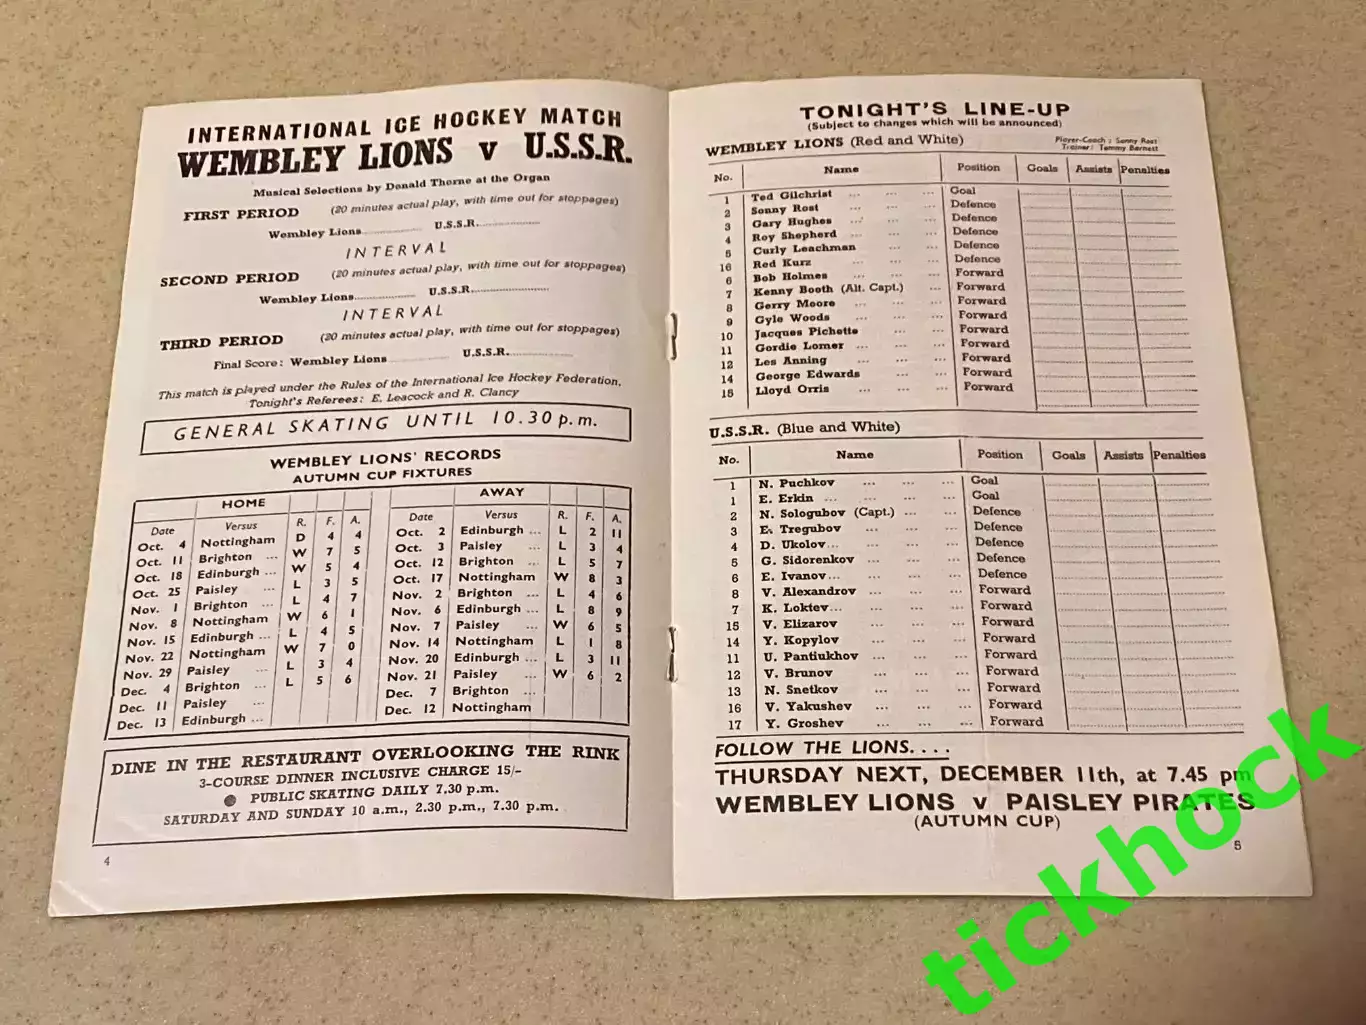 INTERNATIONAL ICE HOCKEY MATCH
WEMBLEY LIONS v U.S.S.R.
Musical Selections by Donald Thorne at the Organ
FIRST PERIOD (20 minutes actual play, with time out for stoppages)
Wembley Lions.................. U.S.S.R...................
INTERVAL
SECOND PERIOD (20 minutes actual play, with time out for stoppages)
Wembley Lions.................. U.S.S.R...................
INTERVAL
THIRD PERIOD (20 minutes actual play, with time out for stoppages)
Final Score: Wembley Lions.................. U.S.S.R...................
This match is played under the Rules of the International Ice Hockey Federation.
Tonight's Referees: E. Leacock and R. Clancy
GENERAL SKATING UNTIL 10.30 p.m.
WEMBLEY LIONS' RECORDS
AUTUMN CUP FIXTURES
HOME
Date Versus R. F. A.
Oct. 4 Nottingham D 4 4
Oct. 11 Brighton ... W 7 5
Oct. 18 Edinburgh ... W 5 4
Oct. 25 Paisley ... L 3 5
Nov. 1 Brighton ... L 4 7
Nov. 8 Nottingham W 6 1
Nov. 15 Edinburgh ... L 4 5
Nov. 22 Nottingham W 7 0
Nov. 29 Paisley ... L 3 4
Dec. 4 Brighton ... L 5 6
Dec. 11 Paisley ...
Dec. 13 Edinburgh ...
AWAY
Date Versus R. F. A.
Oct. 2 Edinburgh ... L 2 11
Oct. 3 Paisley ... L 3 4
Oct. 12 Brighton ... L 5 7
Oct. 17 Nottingham W 8 3
Nov. 2 Brighton ... L 4 6
Nov. 6 Edinburgh ... L 8 9
Nov. 7 Paisley ... W 6 5
Nov. 14 Nottingham L 1 8
Nov. 20 Edinburgh ... L 3 11
Nov. 21 Paisley ... W 6 2
Dec. 7 Brighton ...
Dec. 12 Nottingham
DINE IN THE RESTAURANT OVERLOOKING THE RINK
3-COURSE DINNER INCLUSIVE CHARGE 15/-
● PUBLIC SKATING DAILY 7.30 p.m.
SATURDAY AND SUNDAY 10 a.m., 2.30 p.m., 7.30 p.m.
4
TONIGHT'S LINE-UP
(Subject to changes which will be announced)
WEMBLEY LIONS (Red and White) Player-Coach : Sonny Rost
Trainer : Tommy Barnett
No. Name Position Goals Assists Penalties
1 Ted Gilchrist ... ... ... Goal
2 Sonny Rost ... ... ... Defence
3 Gary Hughes ... ... ... Defence
4 Roy Shepherd ... ... ... Defence
5 Curly Leachman ... ... Defence
16 Red Kurz ... ... ... Defence
6 Bob Holmes ... ... ... Forward
7 Kenny Booth (Alt. Capt.) ... Forward
8 Gerry Moore ... ... ... Forward
9 Gyle Woods ... ... ... Forward
10 Jacques Pichette ... ... Forward
11 Gordie Lomer ... ... ... Forward
12 Les Anning ... ... ... Forward
14 George Edwards ... ... Forward
15 Lloyd Orris ... ... ... Forward
U.S.S.R. (Blue and White)
No. Name Position Goals Assists Penalties
1 N. Puchkov ... ... ... Goal
1 E. Erkin ... ... ... ... Goal
2 N. Sologubov (Capt.) ... ... Defence
3 E. Tregubov ... ... ... Defence
4 D. Ukolov... ... ... ... Defence
5 G. Sidorenkov ... ... ... Defence
6 E. Ivanov... ... ... ... Defence
8 V. Alexandrov ... ... ... Forward
7 K. Loktev... ... ... ... Forward
15 V. Elizarov ... ... ... Forward
14 Y. Kopylov ... ... ... Forward
11 U. Pantiukhov ... ... ... Forward
12 V. Brunov ... ... ... Forward
13 N. Snetkov ... ... ... Forward
16 V. Yakushev ... ... ... Forward
17 Y. Groshev ... ... ... Forward
FOLLOW THE LIONS....
THURSDAY NEXT, DECEMBER 11th, at 7.45 pm
WEMBLEY LIONS v PAISLEY PIRATES
(AUTUMN CUP)
5
tickhock